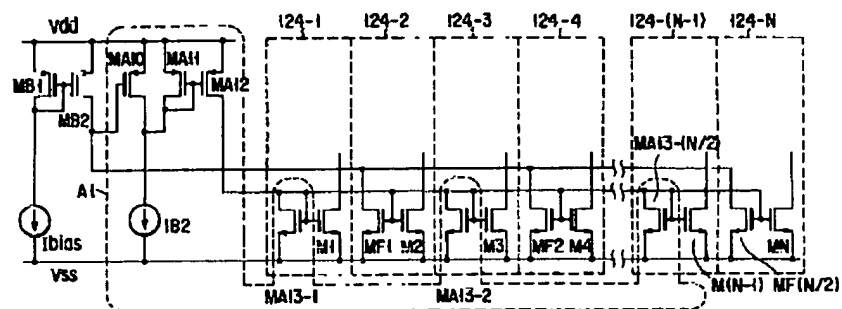 124-1 124-2 124-3 124-4 124-(N-1) 124-N
Vdd
MA10 MA11
MB1 MA12
MB2
MA13-(N/2)
A1
Ibias IB2
M1 MF1 M2 M3 MF2 M4 MN
Vss
MA13-1 MA13-2 M(N-1) MF(N/2)